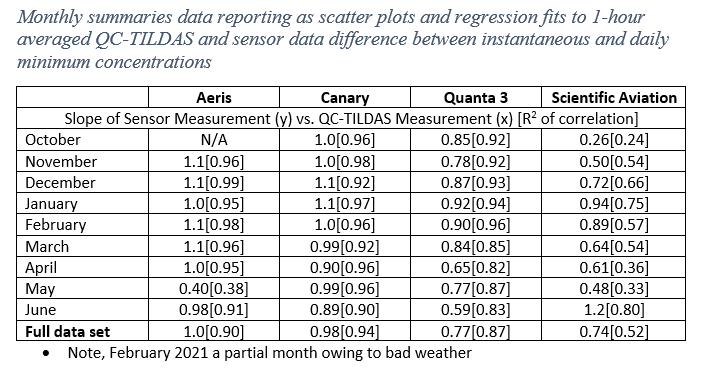 Monthly summaries data reporting as scatter plots and regression fits to 1-hour
averaged QC-TILDAS and sensor data difference between instantaneous and daily
minimum concentrations
Aeris Canary Quanta 3 Scientific Aviation
Slope of Sensor Measurement (y) vs. QC-TILDAS Measurement (x) [R² of correlation]
October N/A 1.0[0.96] 0.85[0.92] 0.26[0.24]
November 1.1[0.96] 1.0[0.98] 0.78[0.92] 0.50[0.54]
December 1.1[0.99] 1.1[0.92] 0.87[0.93] 0.72[0.66]
January 1.0[0.95] 1.1[0.97] 0.92[0.94] 0.94[0.75]
February 1.1[0.98] 1.0[0.96] 0.90[0.96] 0.89[0.57]
March 1.1[0.96] 0.99[0.92] 0.84[0.85] 0.64[0.54]
April 1.0[0.95] 0.90[0.96] 0.65[0.82] 0.61[0.36]
May 0.40[0.38] 0.99[0.96] 0.77[0.87] 0.48[0.33]
June 0.98[0.91] 0.89[0.90] 0.59[0.83] 1.2[0.80]
Full data set 1.0[0.90] 0.98[0.94] 0.77[0.87] 0.74[0.52]
• Note, February 2021 a partial month owing to bad weather